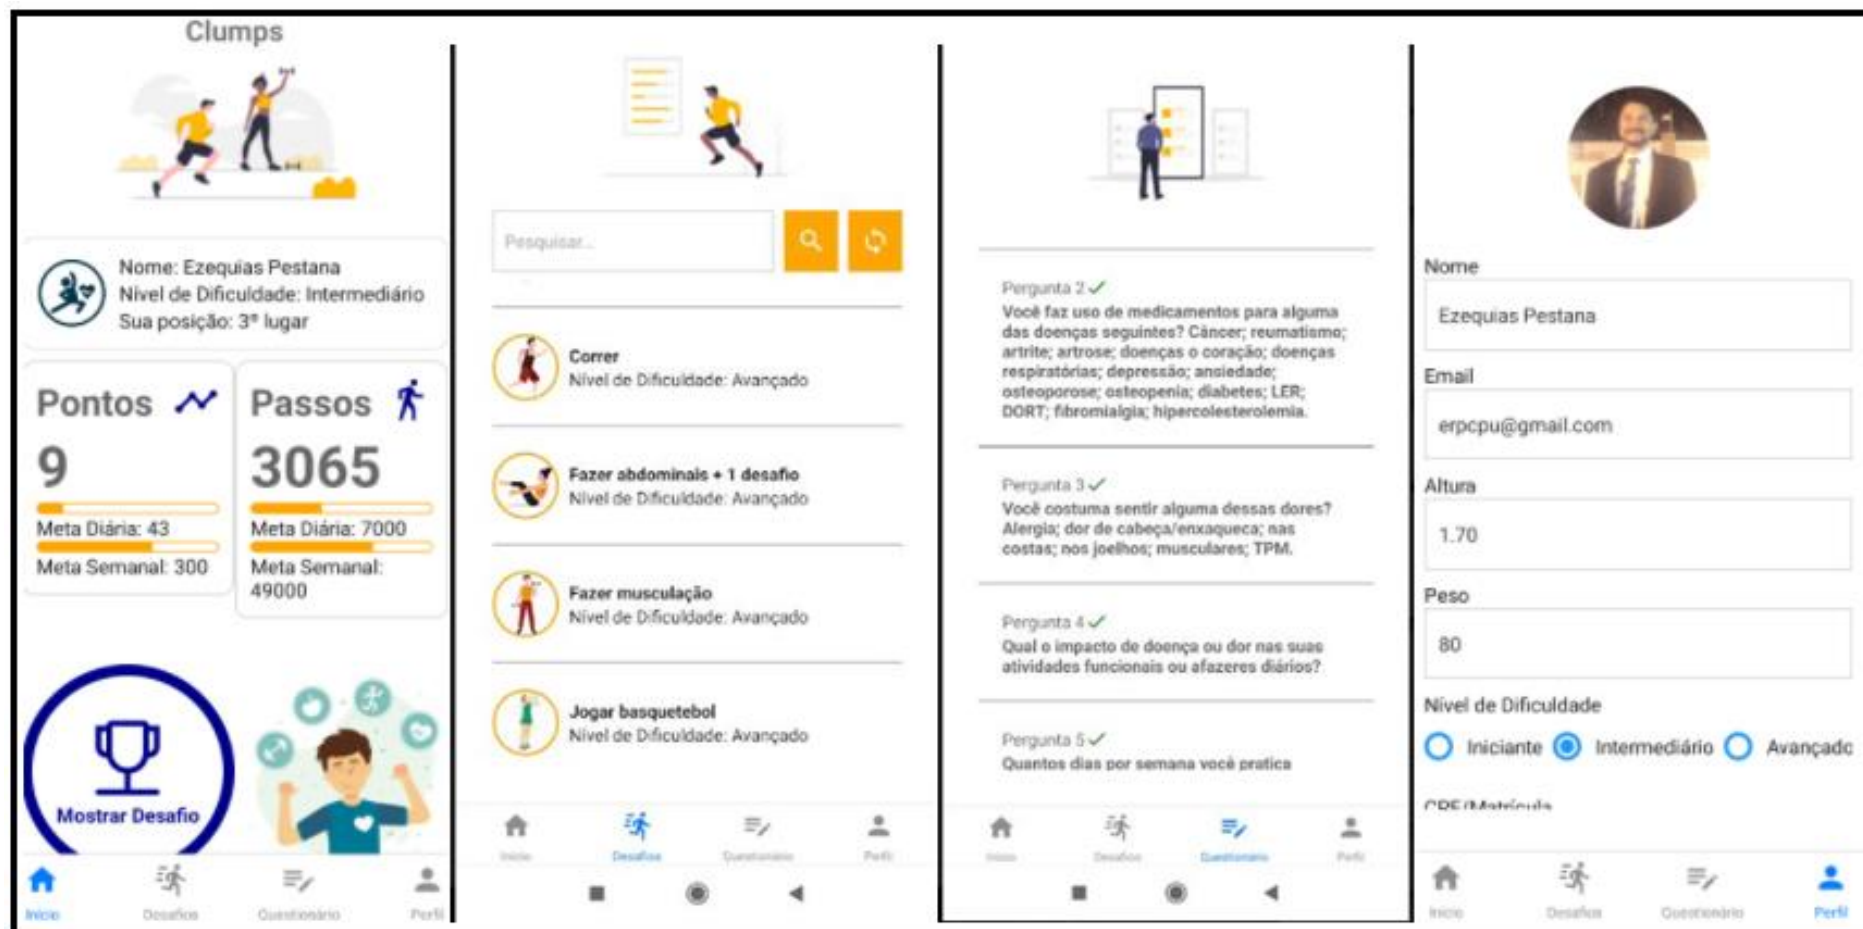 Clumps
Nome: Ezequias Pestana
Nível de Dificuldade: Intermediário
Sua posição: 3º lugar
Pontos
9
Meta Diária: 43
Meta Semanal: 300
Passos
3065
Meta Diária: 7000
Meta Semanal:
49000
Mostrar Desafio
Início
Desafios
Questionário
Perfil
Pesquisar...
Correr
Nível de Dificuldade: Avançado
Fazer abdominais + 1 desafio
Nível de Dificuldade: Avançado
Fazer musculação
Nível de Dificuldade: Avançado
Jogar basquetebol
Nível de Dificuldade: Avançado
Início
Desafios
Questionário
Perfil
Pergunta 2
Você faz uso de medicamentos para alguma
das doenças seguintes? Câncer; reumatismo;
artrite; artrose; doenças o coração; doenças
respiratórias; depressão; ansiedade;
osteoporose; osteopenia; diabetes; LER;
DORT; fibromialgia; hipercolesterolemia.
Pergunta 3
Você costuma sentir alguma dessas dores?
Alergia; dor de cabeça/enxaqueca; nas
costas; nos joelhos; musculares; TPM.
Pergunta 4
Qual o impacto de doença ou dor nas suas
atividades funcionais ou afazeres diários?
Pergunta 5
Quantos dias por semana você pratica
Início
Desafios
Questionário
Perfil
Nome
Ezequias Pestana
Email
erpcpu@gmail.com
Altura
1.70
Peso
80
Nível de Dificuldade
Iniciante Intermediário Avançado
Início
Desafios
Questionário
Perfil